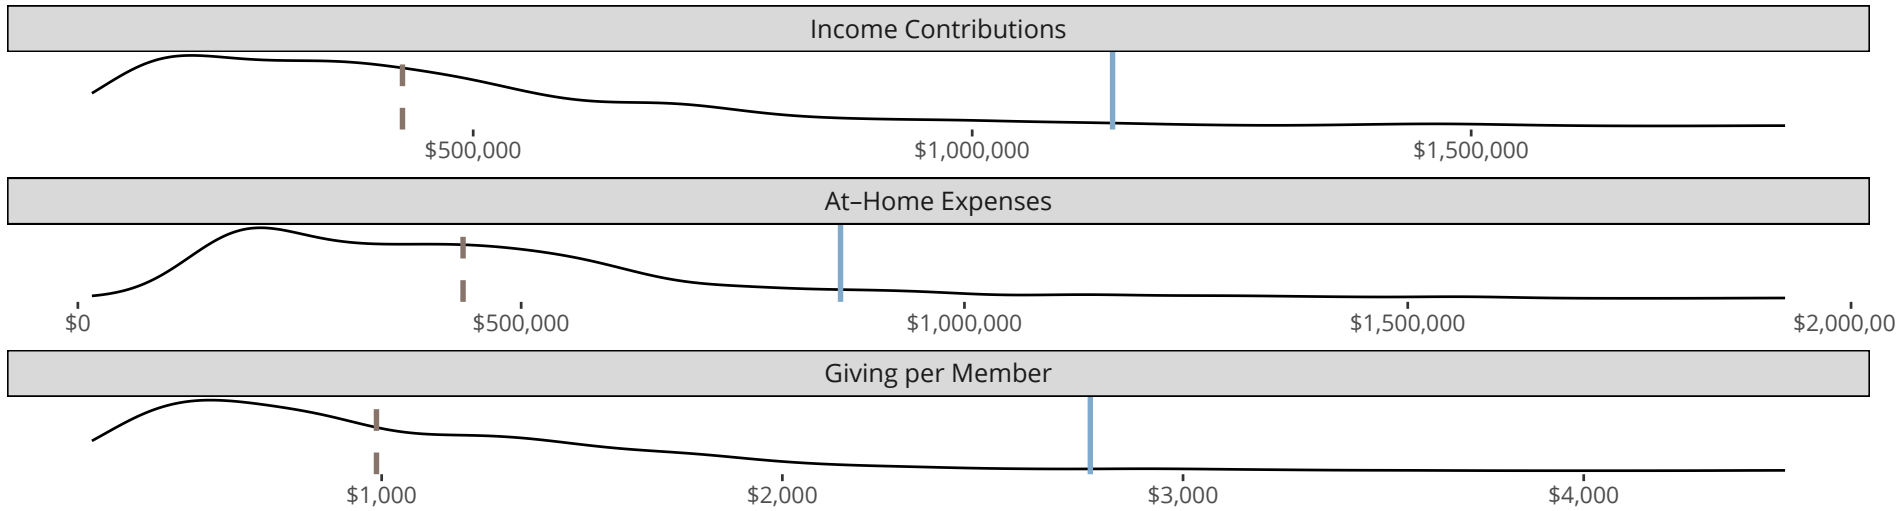 Income Contributions
$500,000 $1,000,000 $1,500,000
At–Home Expenses
$0 $500,000 $1,000,000 $1,500,000 $2,000,00
Giving per Member
$1,000 $2,000 $3,000 $4,000